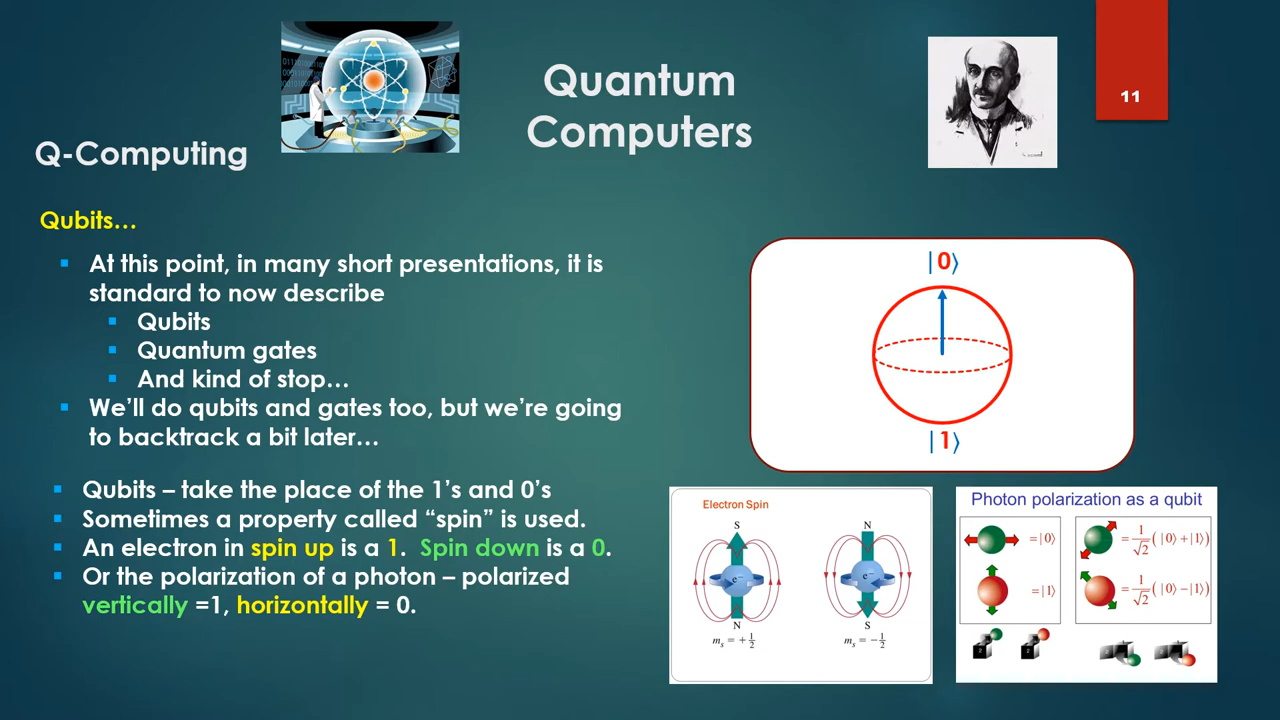 Quantum
Computers
11
Q-Computing
Qubits…
At this point, in many short presentations, it is
standard to now describe
Qubits
Quantum gates
And kind of stop…
We’ll do qubits and gates too, but we’re going
to backtrack a bit later…
Qubits – take the place of the 1’s and 0’s
Sometimes a property called “spin” is used.
An electron in spin up is a 1. Spin down is a 0.
Or the polarization of a photon – polarized
vertically =1, horizontally = 0.
|0⟩
|1⟩
Electron Spin
S
N
e⁻
e⁻
N
S
mₛ = +½
mₛ = −½
Photon polarization as a qubit
=|0⟩
=|1⟩
= 1/√2 (|0⟩+|1⟩)
= 1/√2 (|0⟩−|1⟩)